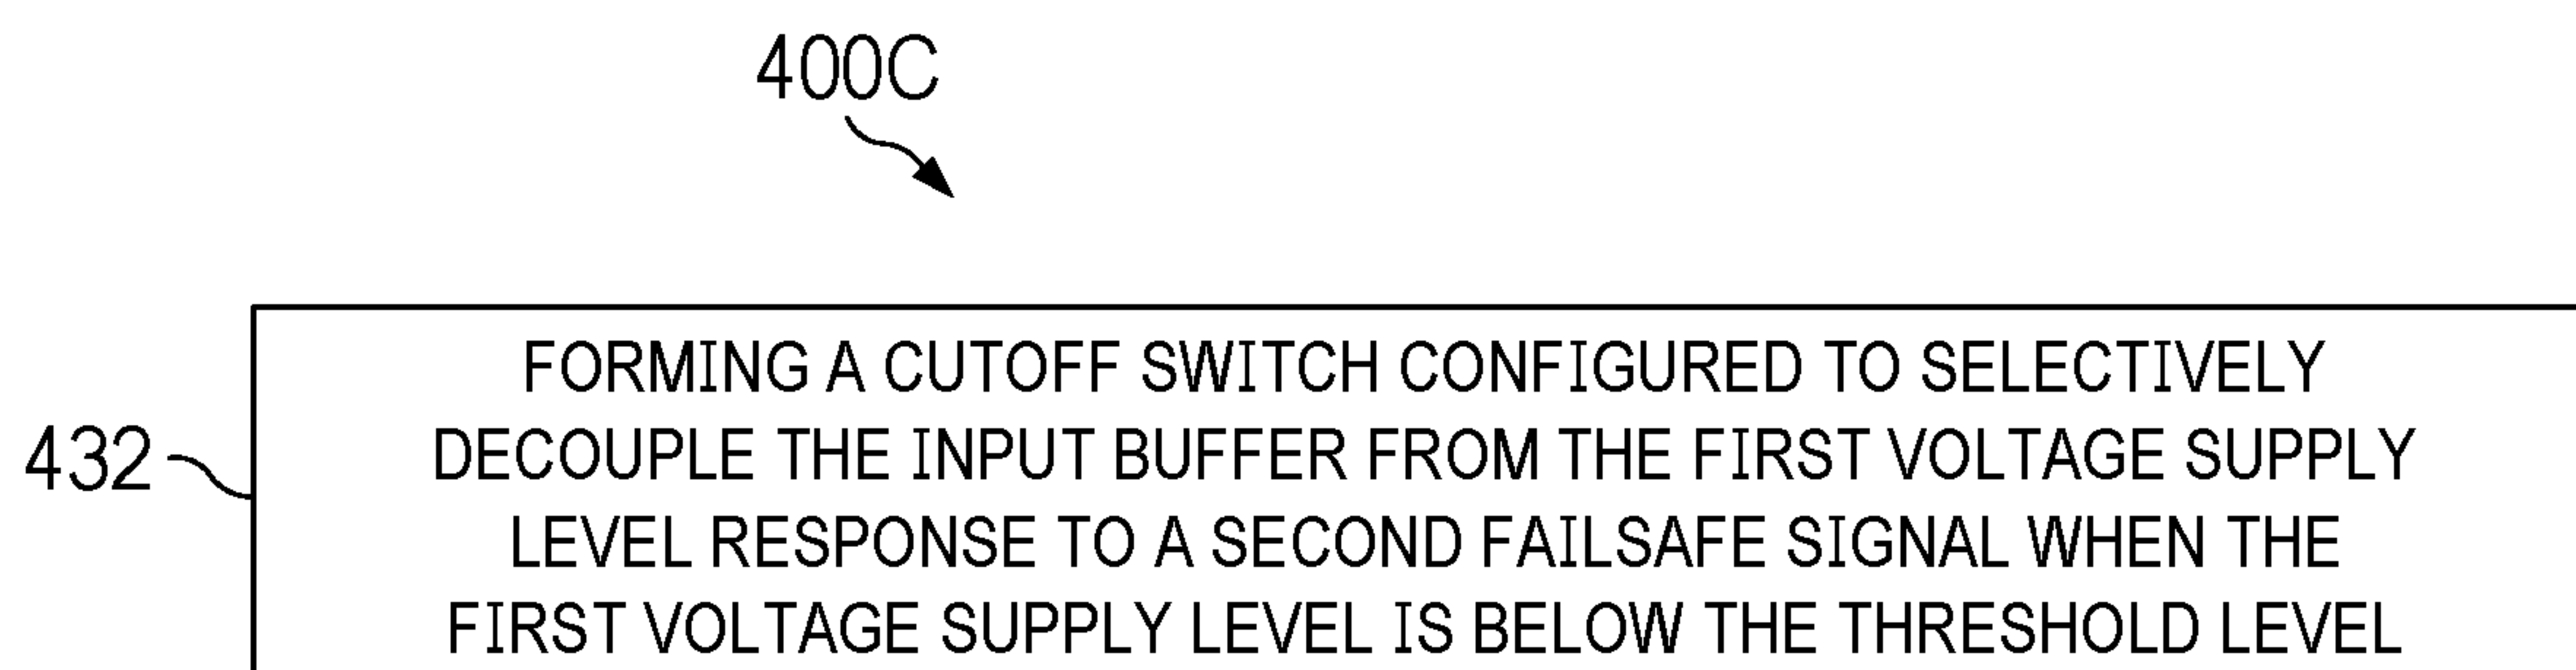 400C
FORMING A CUTOFF SWITCH CONFIGURED TO SELECTIVELY
DECOUPLE THE INPUT BUFFER FROM THE FIRST VOLTAGE SUPPLY
432
LEVEL RESPONSE TO A SECOND FAILSAFE SIGNAL WHEN THE
FIRST VOLTAGE SUPPLY LEVEL IS BELOW THE THRESHOLD LEVEL